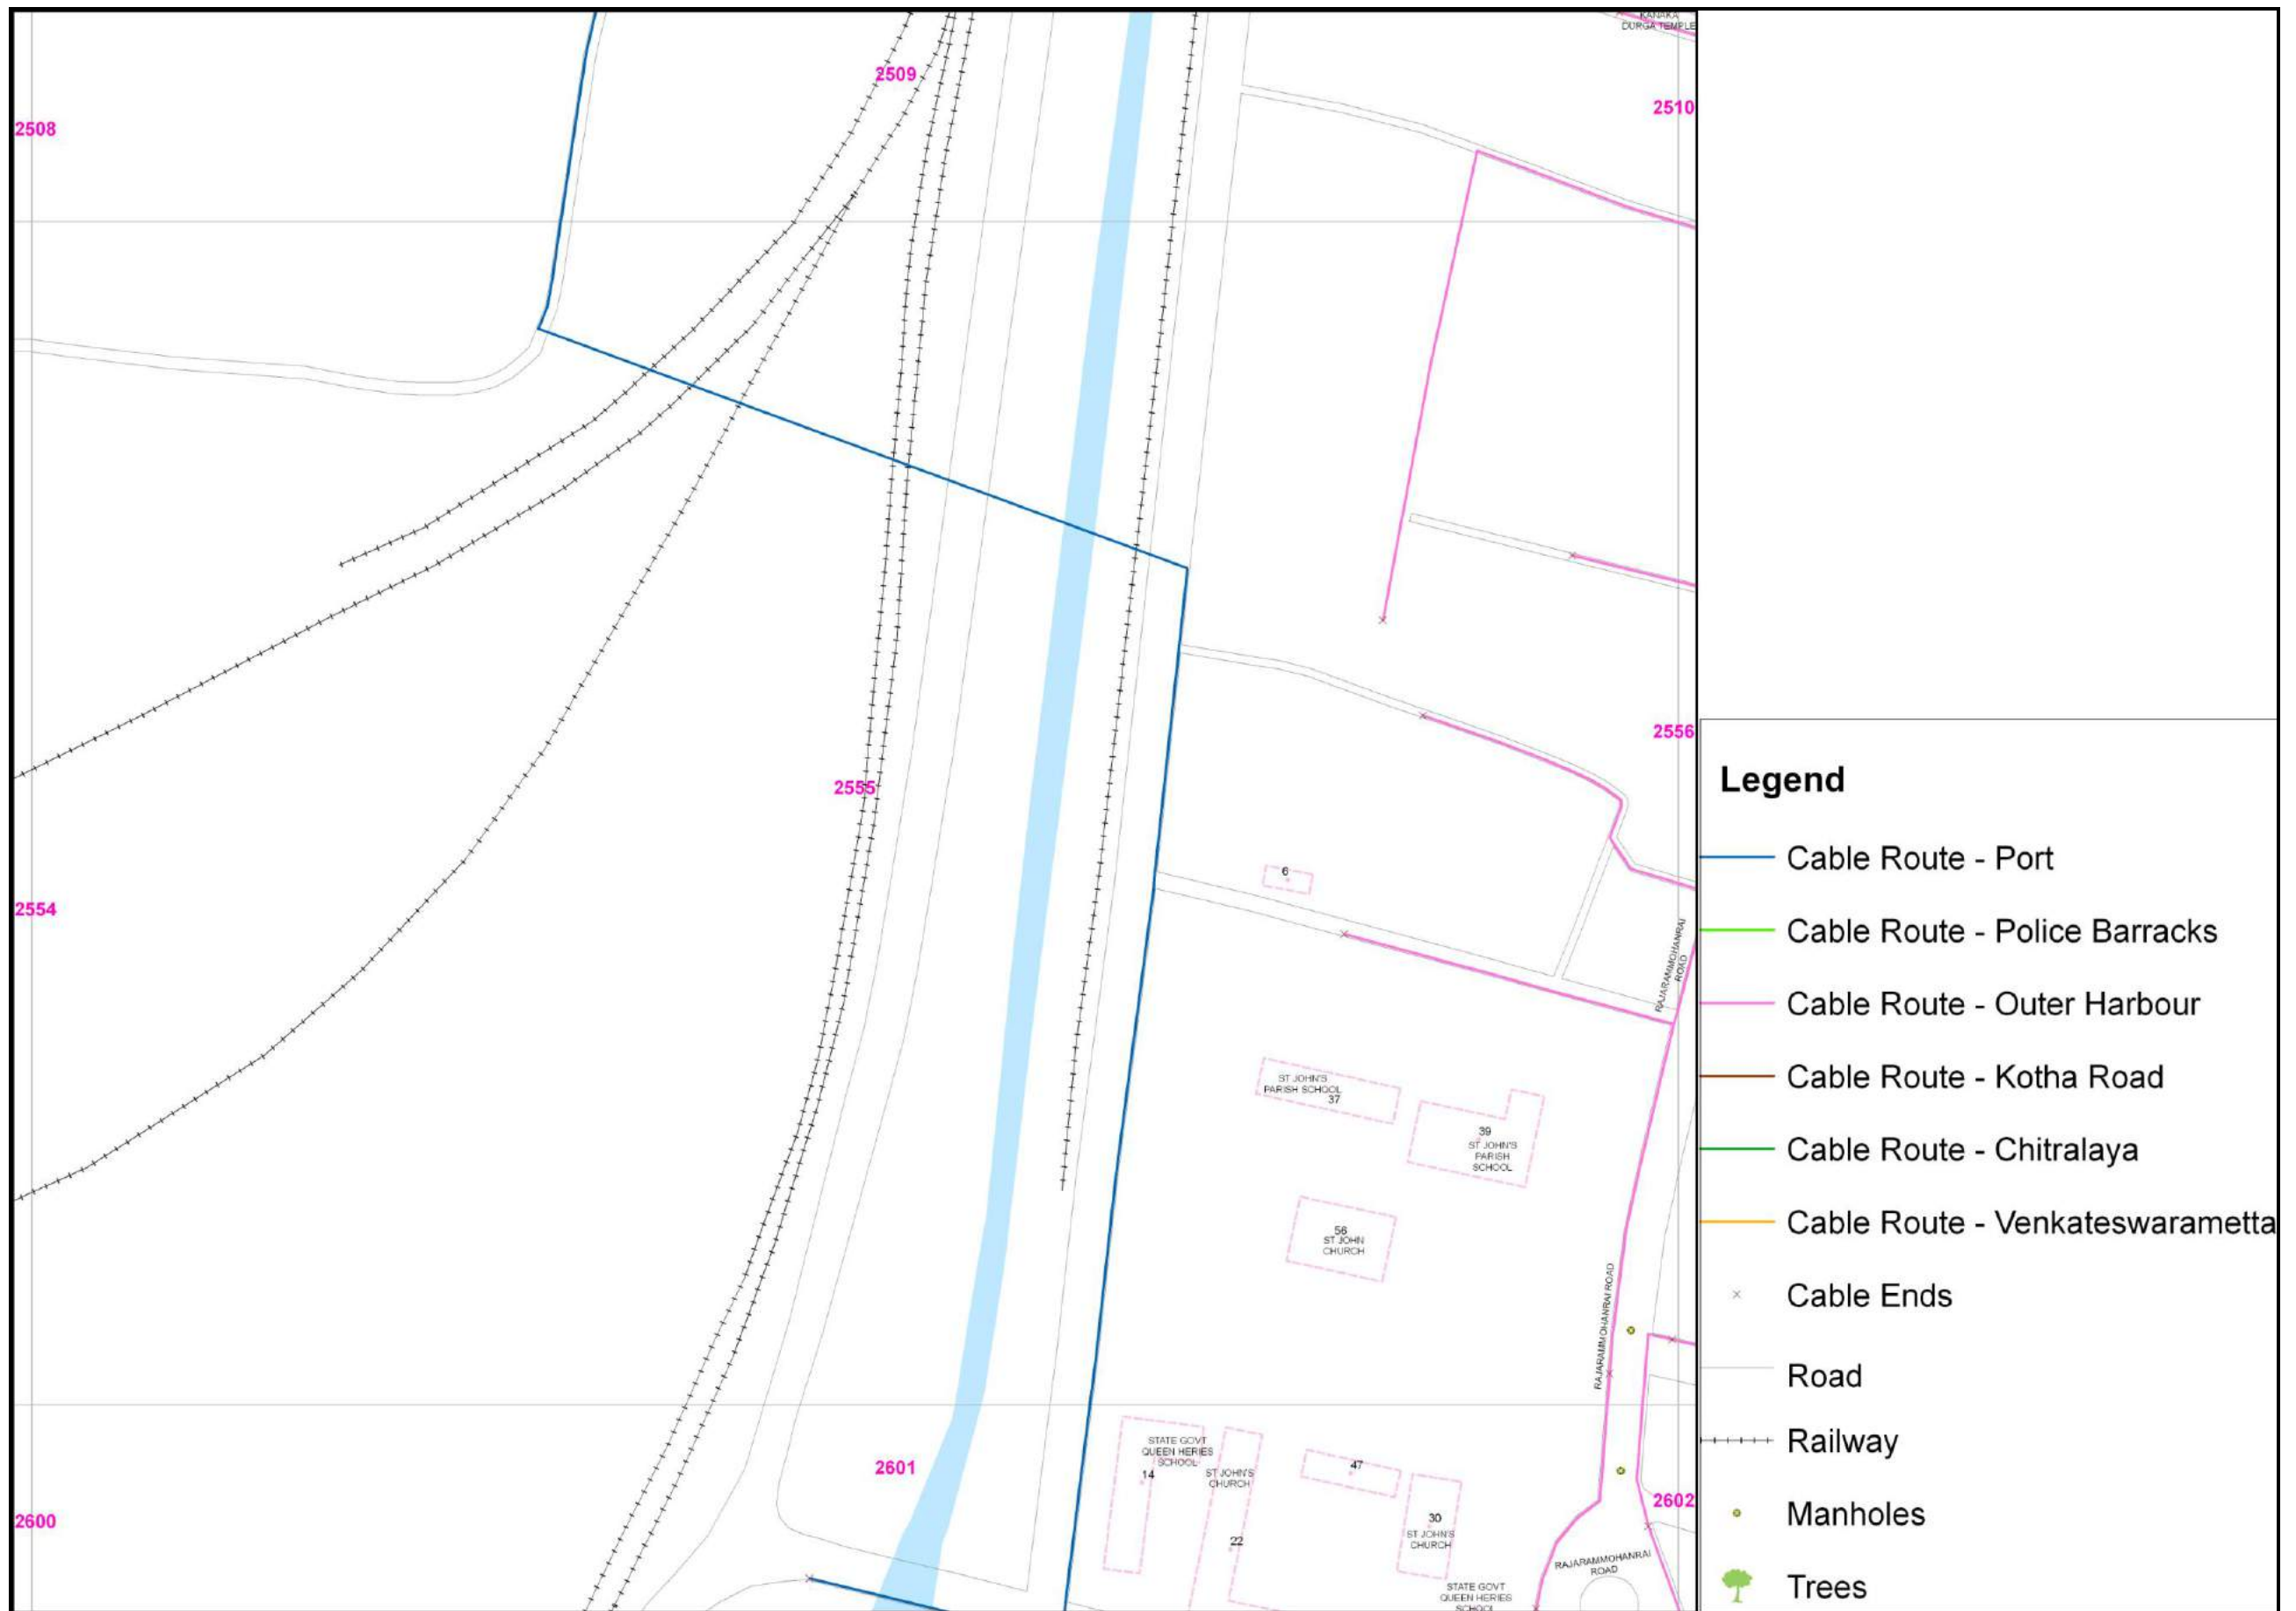 KANAKA
DURGA TEMPLE
2509
2510
2508
2556
2555
Legend
Cable Route - Port
6
2554
Cable Route - Police Barracks
RAJARAMMOHANRAI
ROAD
Cable Route - Outer Harbour
ST JOHN'S
PARISH SCHOOL
37
Cable Route - Kotha Road
39
ST JOHN'S
PARISH
SCHOOL
Cable Route - Chitralaya
56
ST JOHN
CHURCH
Cable Route - Venkateswarametta
Cable Ends
RAJARAMMOHANRAI ROAD
Road
STATE GOVT
QUEEN HERIES
SCHOOL
14
ST JOHN'S
CHURCH
47
2601
Railway
2602
2600
Manholes
22
30
ST JOHN'S
CHURCH
RAJARAMMOHANRAI
ROAD
STATE GOVT
QUEEN HERIES
SCHOOL
Trees